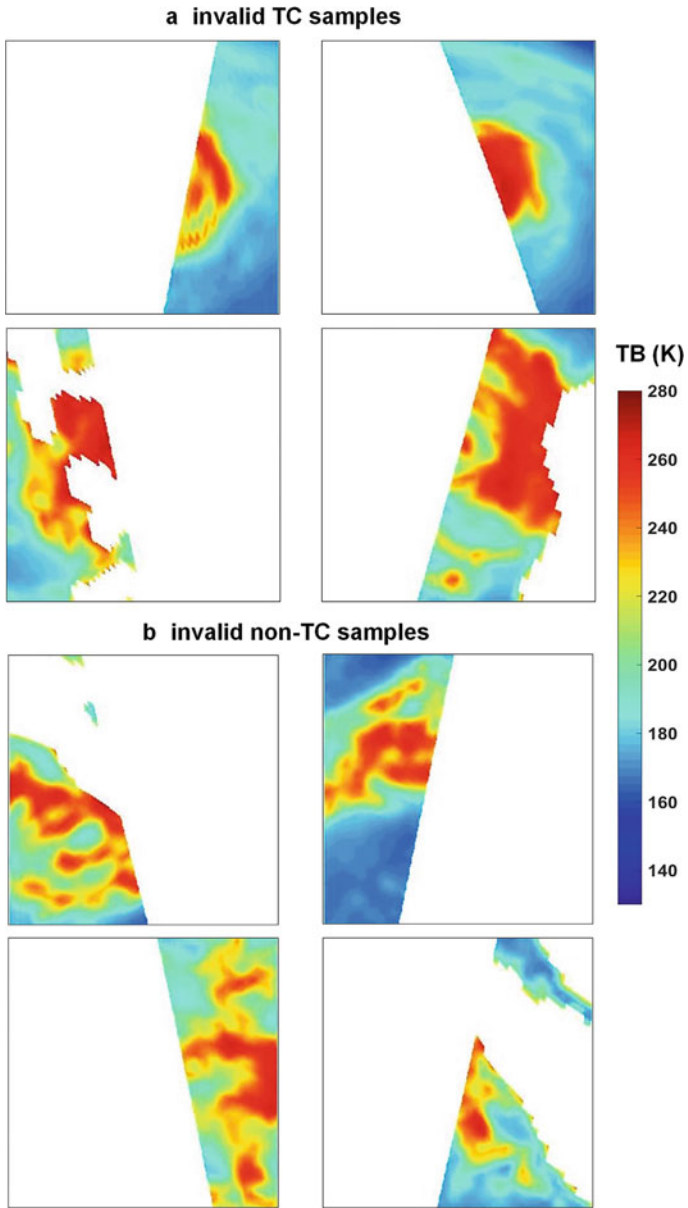 a invalid TC samples
TB (K)
280
260
240
220
200
180
160
140
b invalid non-TC samples